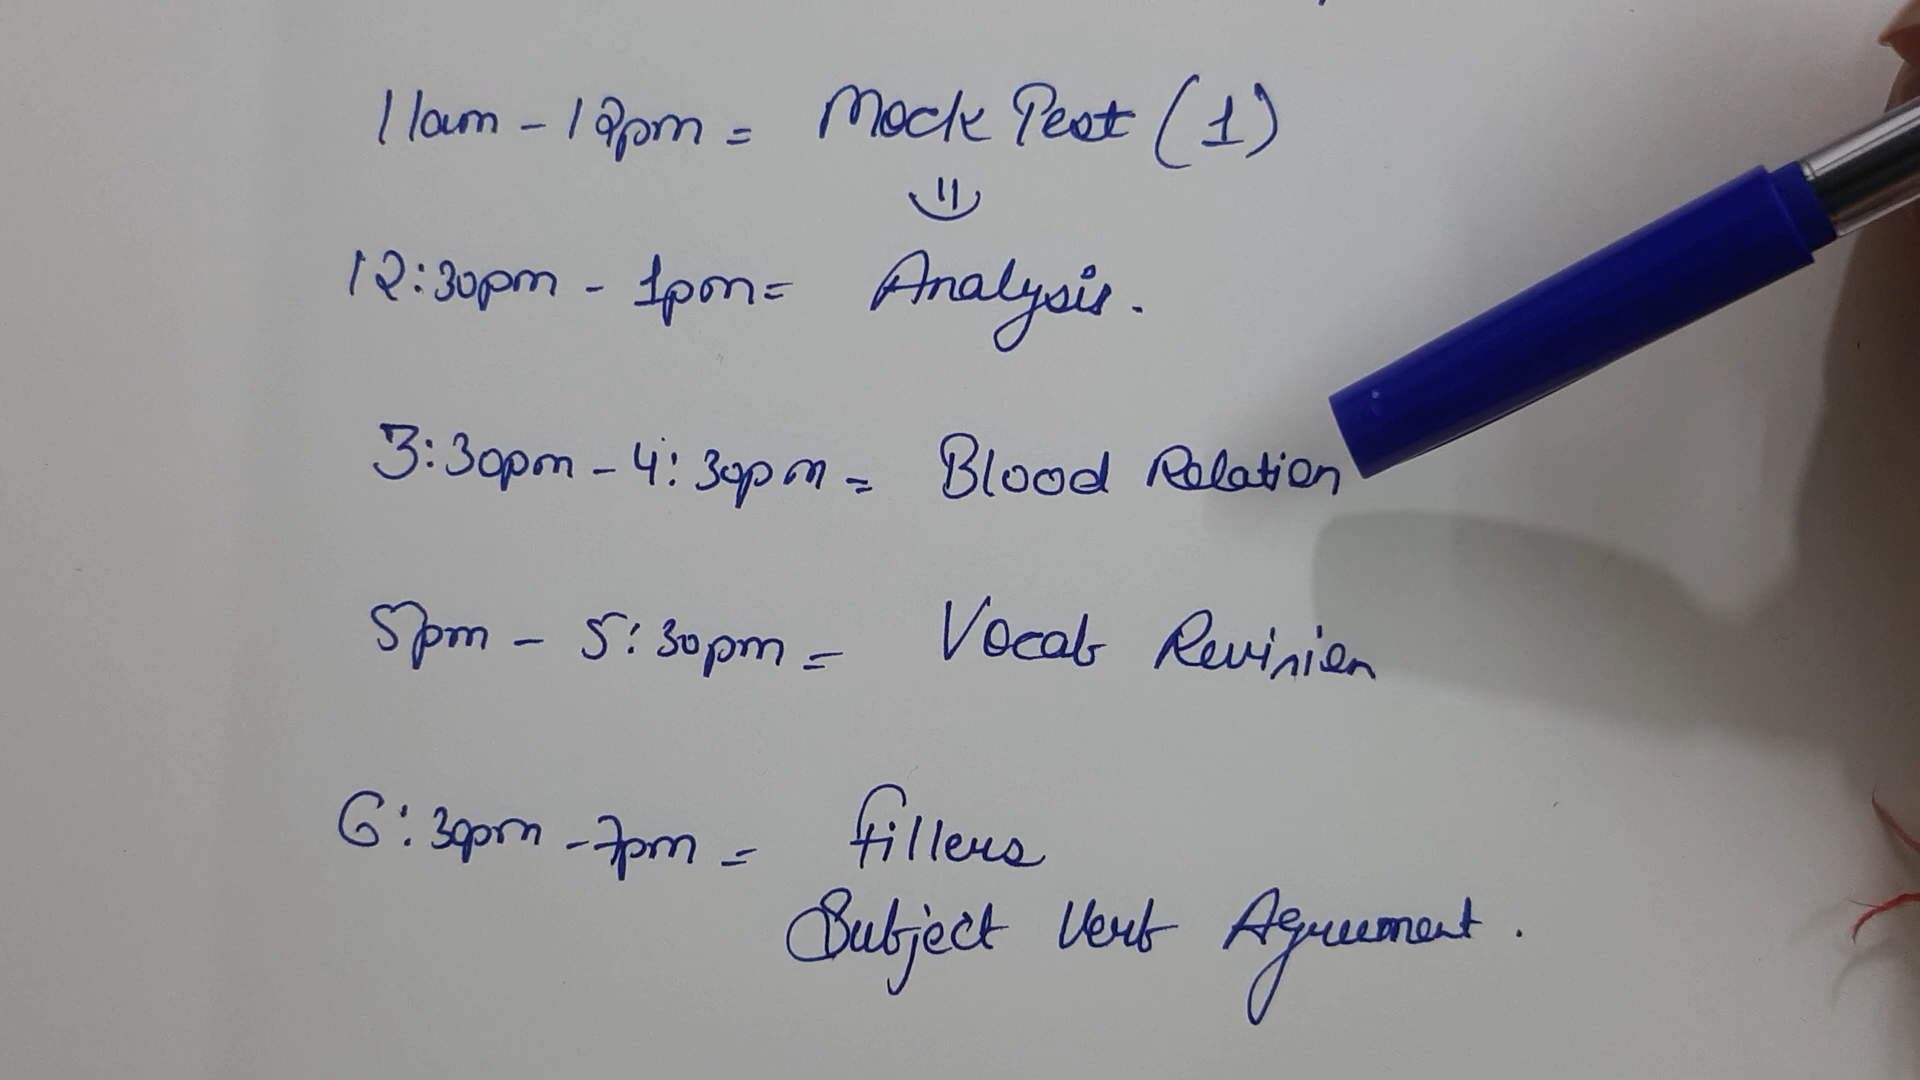 11am - 12pm = Mock Test (1)
12:30pm - 1pm = Analysis.
3:30pm - 4:30pm = Blood Relation
5pm - 5:30pm = Vocab Revision
6:30pm - 7pm = fillers
Subject Verb Agreement.